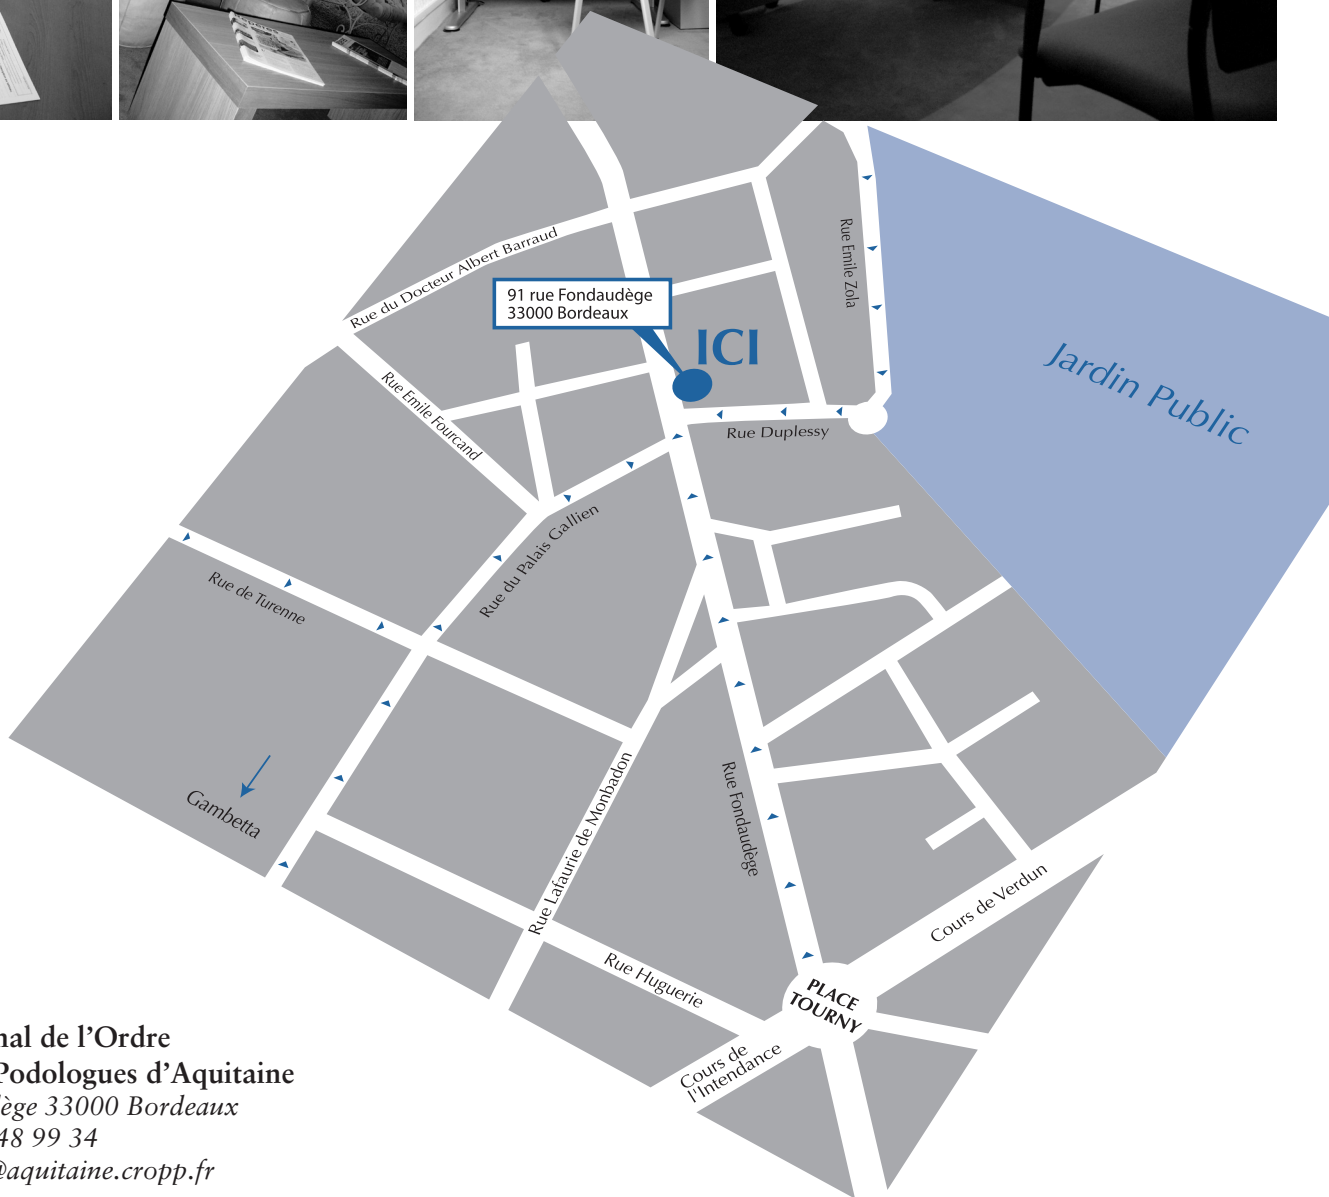 Rue du Docteur Albert Barraud
Rue Emile Zola
91 rue Fondaudège
33000 Bordeaux
ICI
Jardin Public
Rue Emile Fourcand
Rue Duplessy
Rue du Palais Gallien
Rue de Turenne
Gambetta
Rue Lafaurie de Monbadon
Rue Fondaudège
Cours de Verdun
Rue Huguerie
PLACE
TOURNY
Cours de
l'Intendance
nal de l’Ordre
Podologues d’Aquitaine
ège 33000 Bordeaux
48 99 34
@aquitaine.cropp.fr